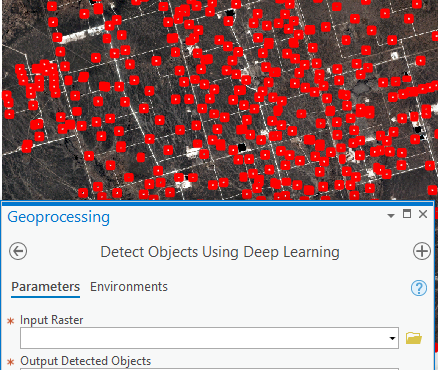 Geoprocessing
Detect Objects Using Deep Learning
Parameters Environments
* Input Raster
* Output Detected Objects